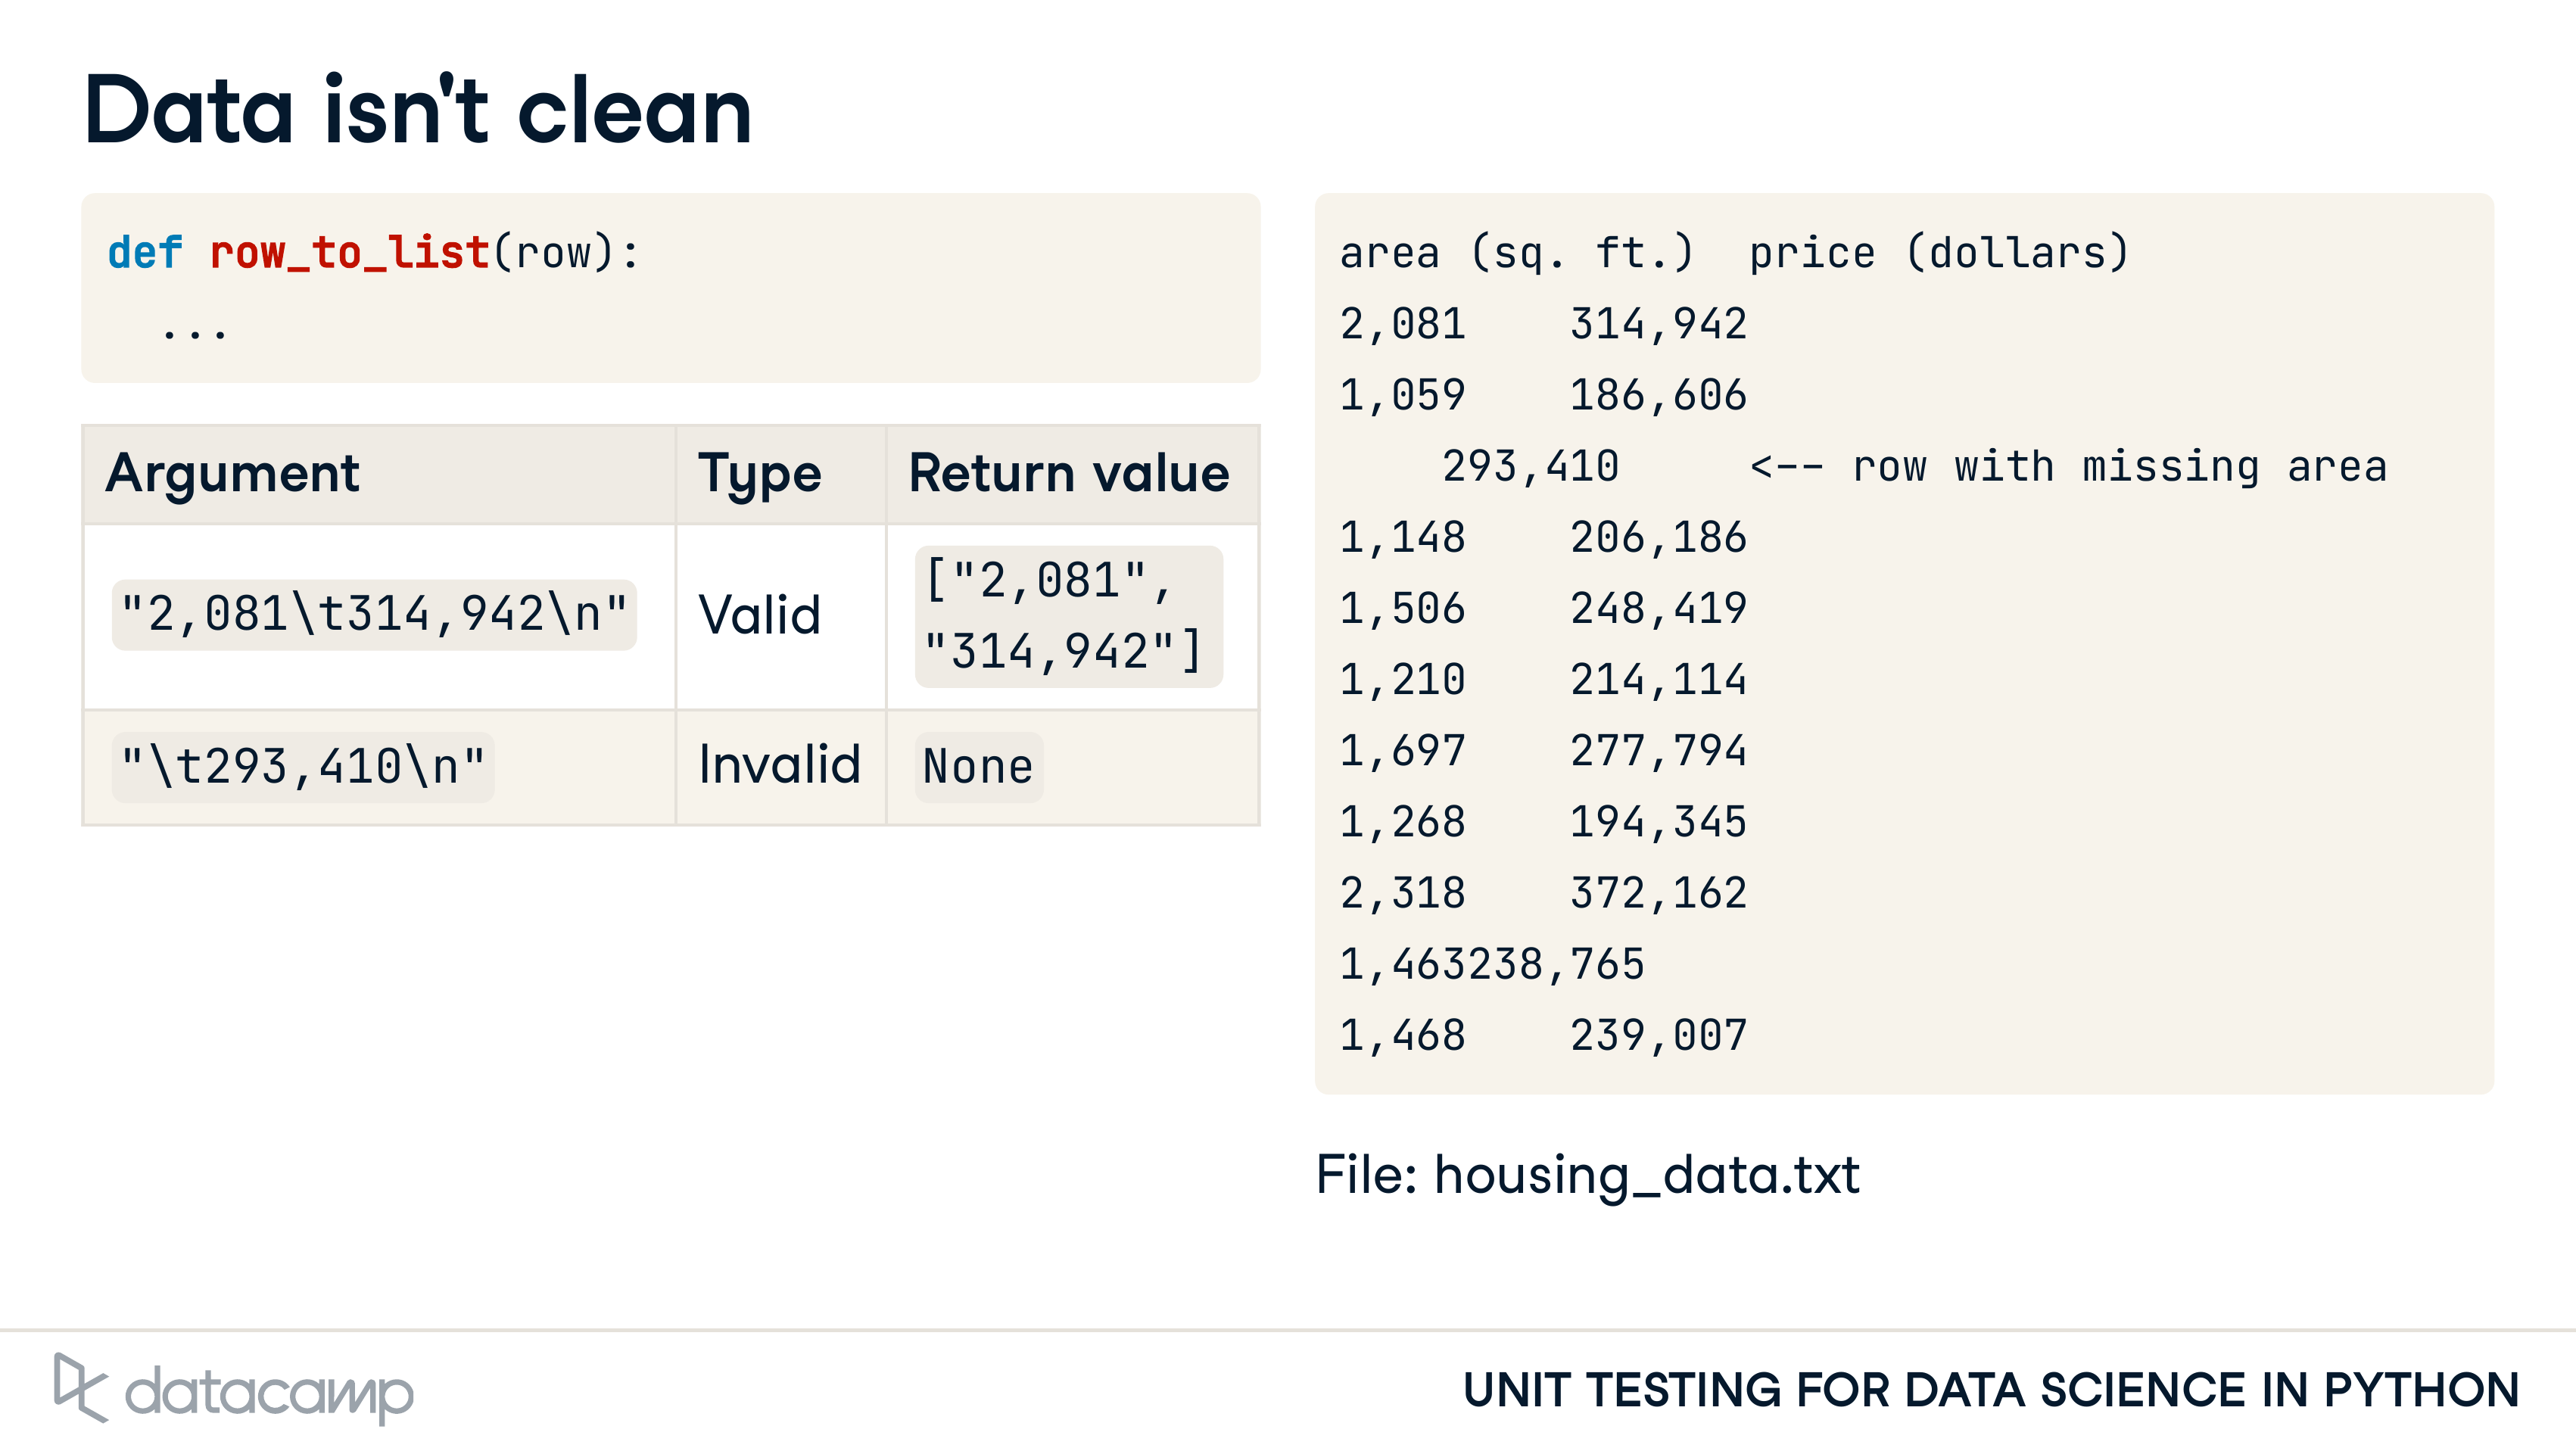 Data isn't clean
def row_to_list(row):
...
Argument Type Return value
"2,081\t314,942\n" Valid ["2,081",
"314,942"]
"\t293,410\n" Invalid None
area (sq. ft.) price (dollars)
2,081 314,942
1,059 186,606
293,410 <-- row with missing area
1,148 206,186
1,506 248,419
1,210 214,114
1,697 277,794
1,268 194,345
2,318 372,162
1,463238,765
1,468 239,007
File: housing_data.txt
datacamp
UNIT TESTING FOR DATA SCIENCE IN PYTHON